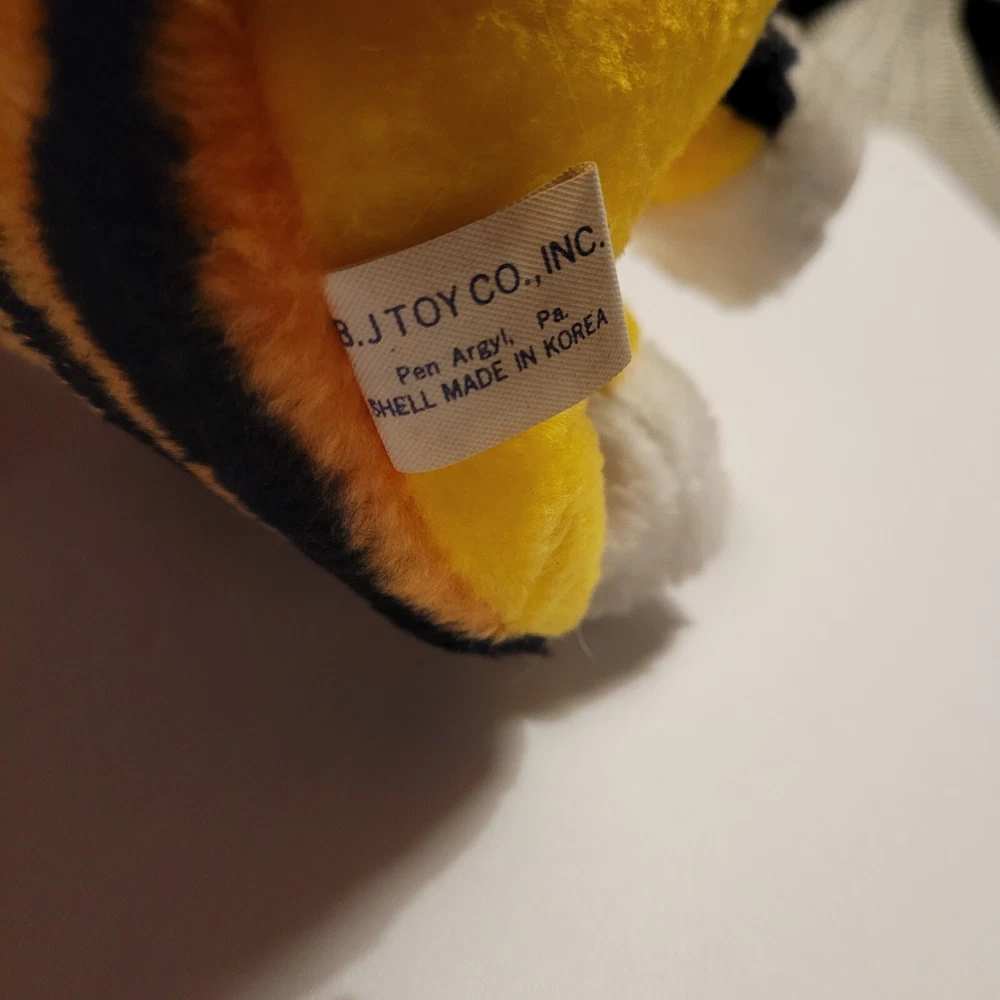 B.J TOY CO., INC.
Pen Argyl, Pa.
SHELL MADE IN KOREA